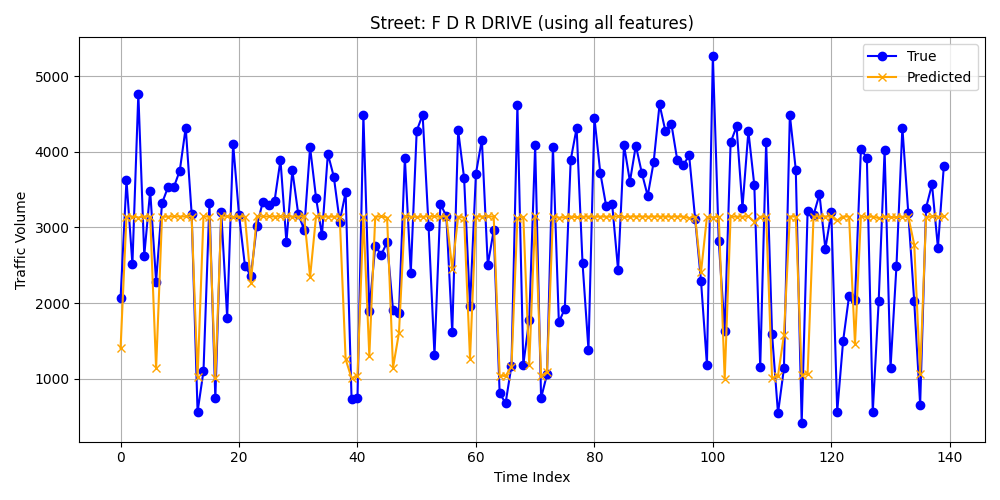 Street: F D R DRIVE (using all features)
True
Predicted
Traffic Volume
5000
4000
3000
2000
1000
0
20
40
60
80
100
120
140
Time Index